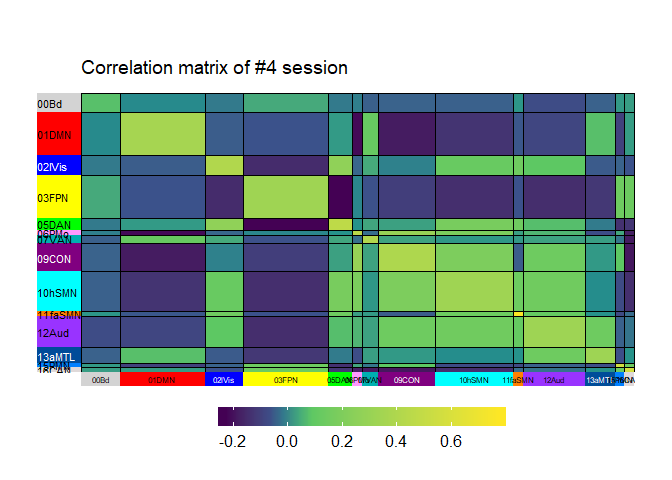 Correlation matrix of #4 session
00Bd
01DMN
02lVis
03FPN
05DAN
07VAN
09CON
10hSMN
11faSMN
12Aud
13aMTL
00Bd
01DMN
02lVis
03FPN
05DAN
09CON
10hSMN
11faSMN
12Aud
13aMTL
-0.2 0.0 0.2 0.4 0.6